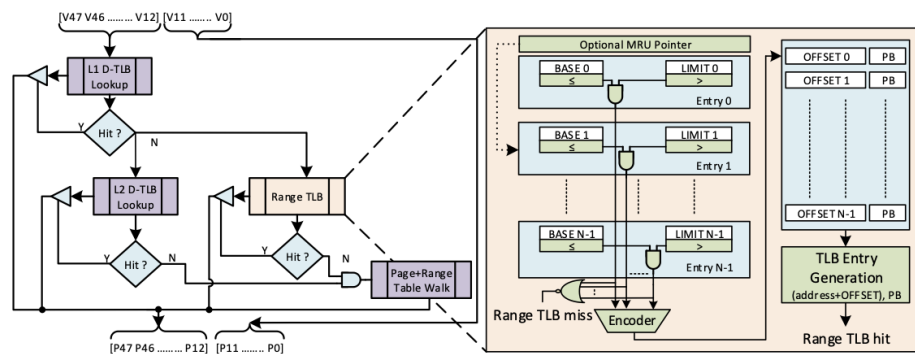 [V47 V46 ........ V12] [V11 ........ V0]
L1 D-TLB
Lookup
Hit ?
Y
N
L2 D-TLB
Lookup
Hit ?
Y
N
Range TLB
Hit ?
Y
N
Page+Range
Table Walk
[P47 P46 ......... P12] [P11 ........ P0]
Optional MRU Pointer
BASE 0
≤
LIMIT 0
>
Entry 0
BASE 1
≤
LIMIT 1
>
Entry 1
BASE N-1
≤
LIMIT N-1
>
Entry N-1
Range TLB miss
Encoder
OFFSET 0 PB
OFFSET 1 PB
OFFSET N-1 PB
TLB Entry
Generation
(address+OFFSET), PB
Range TLB hit